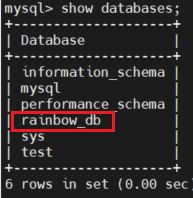 mysql> show databases;
+--------------------+
| Database           |
+--------------------+
| information_schema |
| mysql              |
| performance_schema |
| rainbow_db         |
| sys                |
| test               |
+--------------------+
6 rows in set (0.00 sec